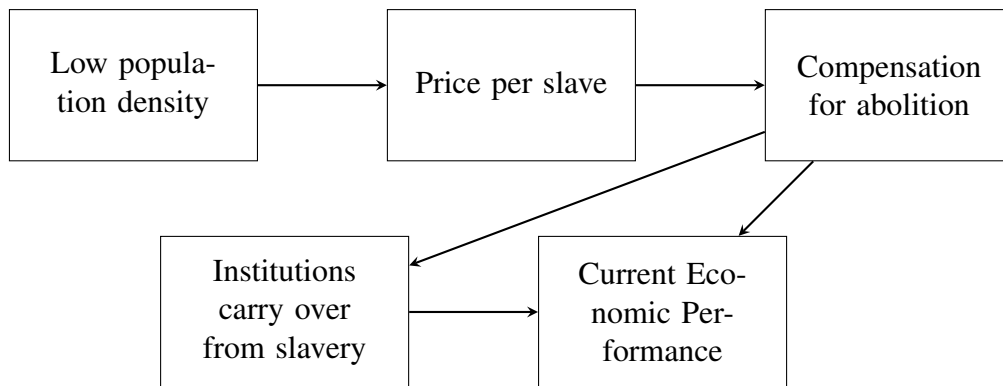 Low popula-
tion density
Price per slave
Compensation
for abolition
Institutions
carry over
from slavery
Current Eco-
nomic Per-
formance